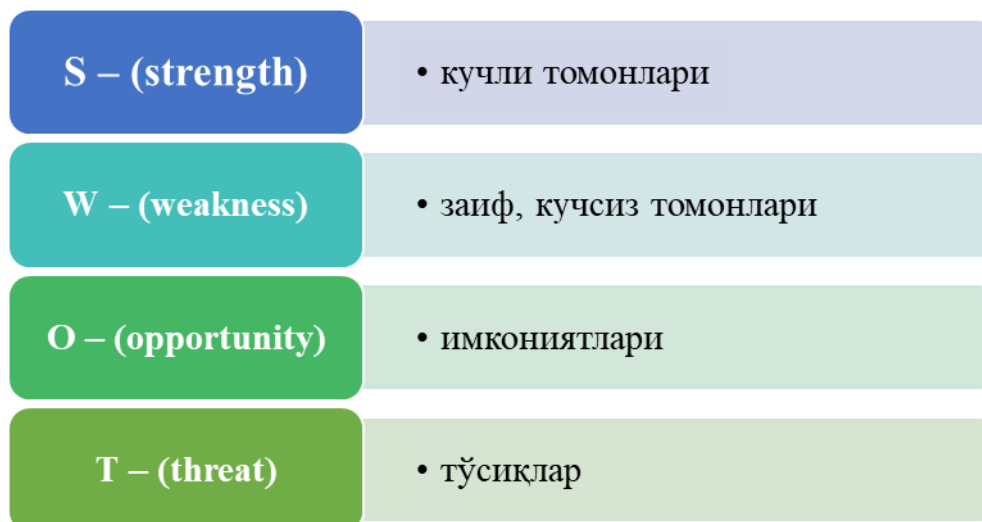 S – (strength)
• кучли томонлари
W – (weakness)
• заиф, кучсиз томонлари
O – (opportunity)
• имкониятлари
T – (threat)
• тўсиқлар